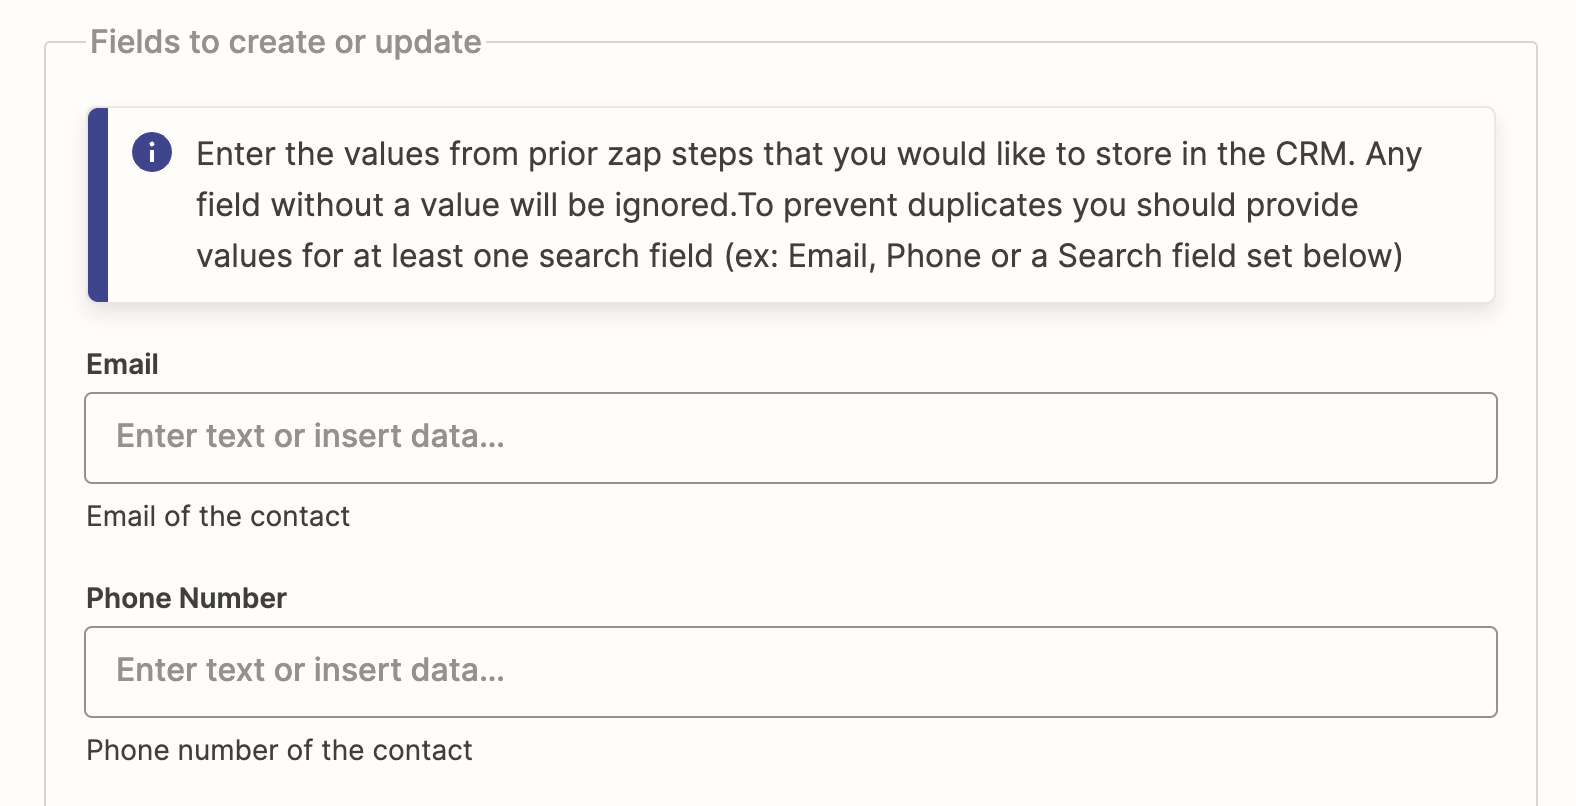 Fields to create or update
Enter the values from prior zap steps that you would like to store in the CRM. Any
field without a value will be ignored.To prevent duplicates you should provide
values for at least one search field (ex: Email, Phone or a Search field set below)
Email
Enter text or insert data...
Email of the contact
Phone Number
Enter text or insert data...
Phone number of the contact